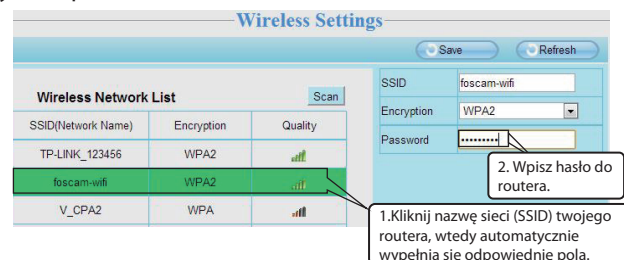 Wireless Settings
Save Refresh
Wireless Network List Scan
SSID(Network Name) Encryption Quality
TP-LINK_123456 WPA2
foscam-wifi WPA2
V_CPA2 WPA
SSID foscam-wifi
Encryption WPA2
Password •••••••••
2. Wpisz hasło do
routera.
1.Kliknij nazwę sieci (SSID) twojego
routera, wtedy automatycznie
wypełnią się odpowiednie pola.